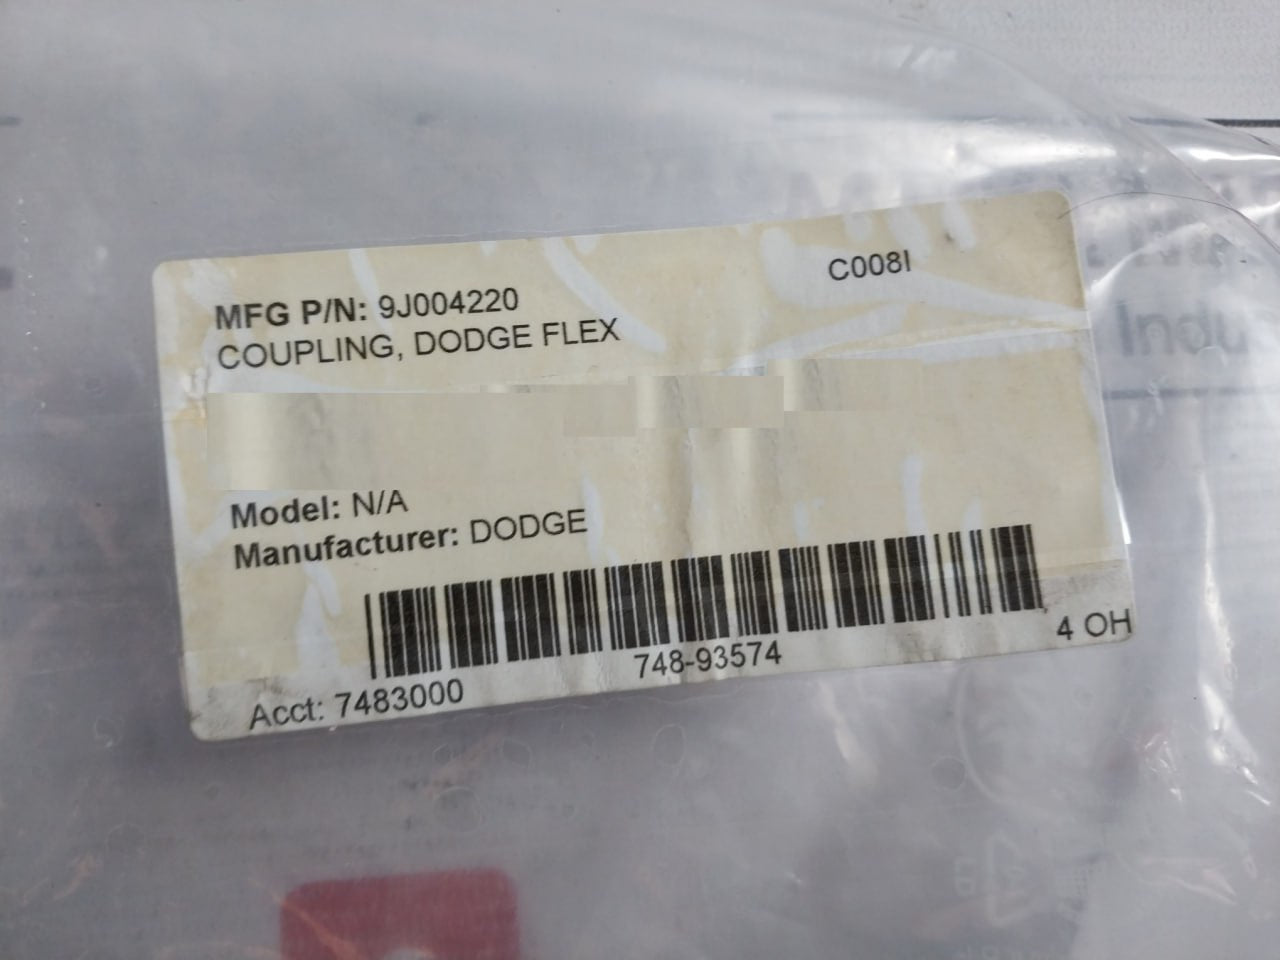 C008I
MFG P/N: 9J004220
COUPLING, DODGE FLEX
Model: N/A
Manufacturer: DODGE
748-93574
4 OH
Acct: 7483000
Indu